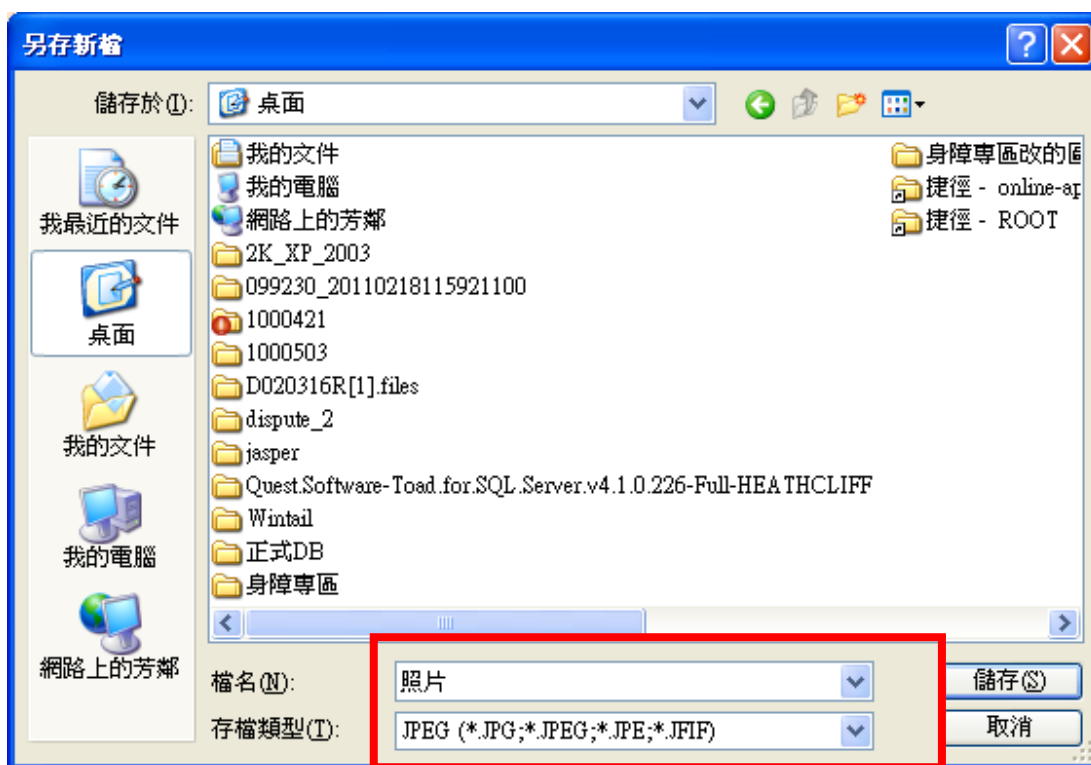 另存新檔
儲存於(I):
桌面
我最近的文件
桌面
我的文件
我的電腦
網路上的芳鄰
我的文件
我的電腦
網路上的芳鄰
2K_XP_2003
099230_20110218115921100
1000421
1000503
D020316R[1].files
dispute_2
jasper
Quest.Software-Toad.for.SQL.Server.v4.1.0.226-Full-HEATHCLIFF
Wintail
正式DB
身障專區
身障專區改的
捷徑 - online-ap
捷徑 - ROOT
檔名(N):
照片
儲存(S)
存檔類型(T):
JPEG (*.JPG;*.JPEG;*.JPE;*.JFIF)
取消